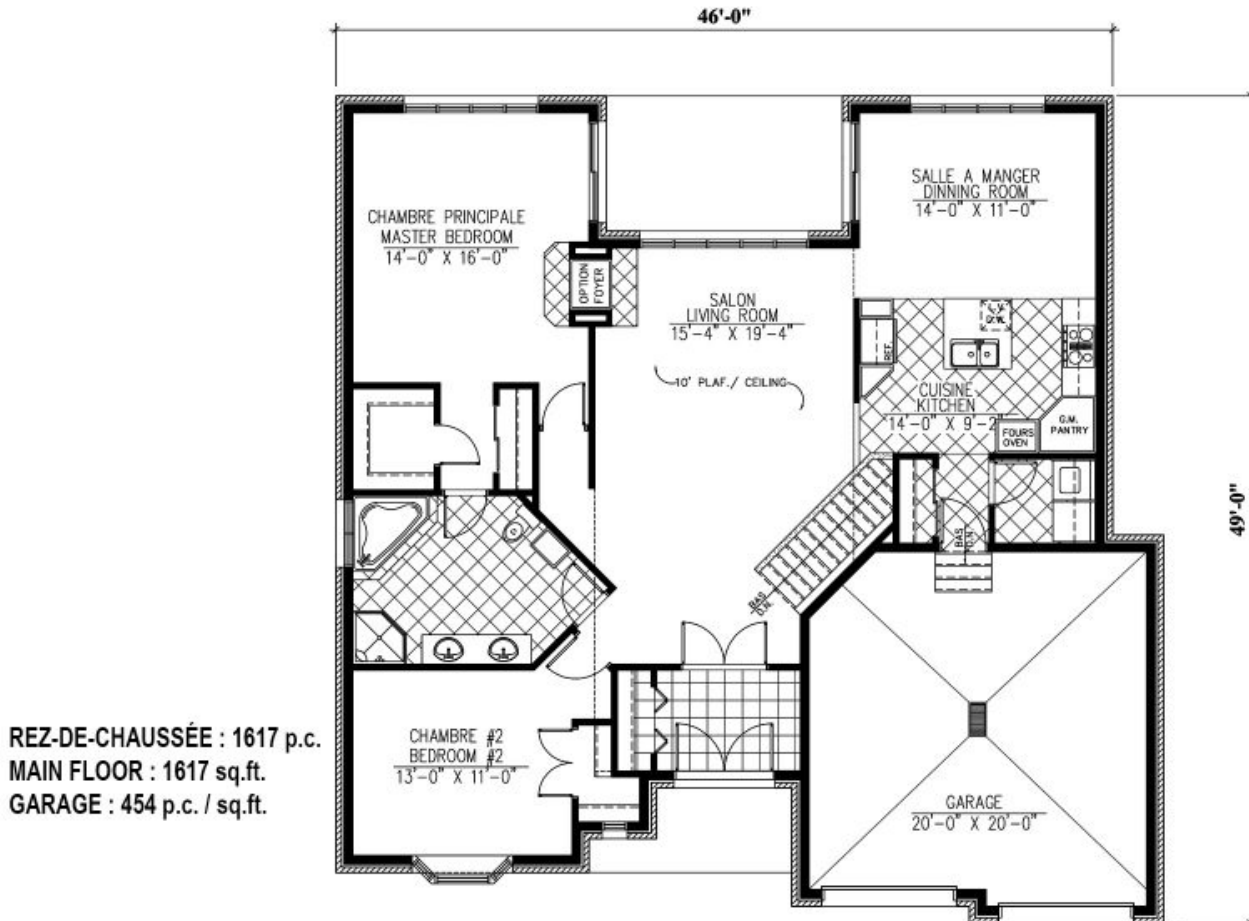 46'-0"
49'-0"
CHAMBRE PRINCIPALE
MASTER BEDROOM
14'-0" X 16'-0"
OPTION
FOYER
SALON
LIVING ROOM
15'-4" X 19'-4"
10' PLAF./ CEILING
SALLE A MANGER
DINNING ROOM
14'-0" X 11'-0"
REF.
CUISINE
KITCHEN
14'-0" X 9'-2"
FOURS
OVEN
G.M.
PANTRY
BAS
D.N.
BAS
D.N.
REZ-DE-CHAUSSÉE : 1617 p.c.
MAIN FLOOR : 1617 sq.ft.
GARAGE : 454 p.c. / sq.ft.
CHAMBRE #2
BEDROOM #2
13'-0" X 11'-0"
GARAGE
20'-0" X 20'-0"